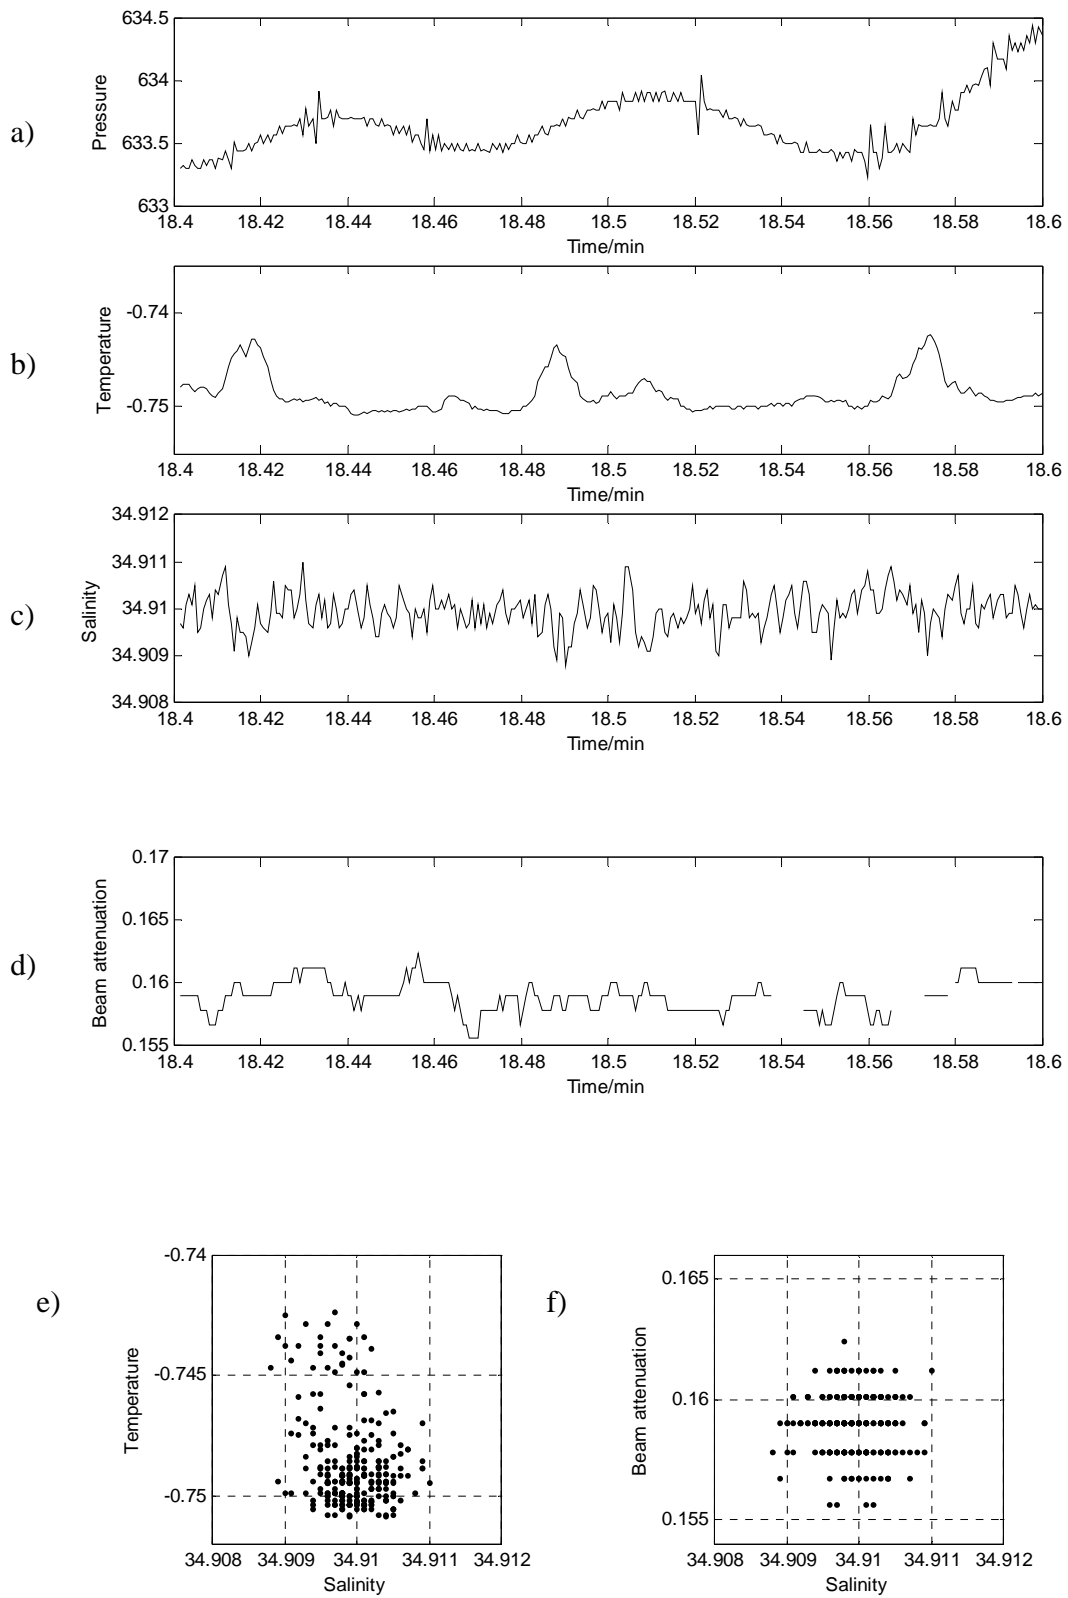 a)
Pressure
634.5
634
633.5
633
18.4 18.42 18.44 18.46 18.48 18.5 18.52 18.54 18.56 18.58 18.6
Time/min
b)
Temperature
-0.74
-0.75
18.4 18.42 18.44 18.46 18.48 18.5 18.52 18.54 18.56 18.58 18.6
Time/min
c)
Salinity
34.912
34.911
34.91
34.909
34.908
18.4 18.42 18.44 18.46 18.48 18.5 18.52 18.54 18.56 18.58 18.6
Time/min
d)
Beam attenuation
0.17
0.165
0.16
0.155
18.4 18.42 18.44 18.46 18.48 18.5 18.52 18.54 18.56 18.58 18.6
Time/min
e)
Temperature
-0.74
-0.745
-0.75
34.908 34.909 34.91 34.911 34.912
Salinity
f)
Beam attenuation
0.165
0.16
0.155
34.908 34.909 34.91 34.911 34.912
Salinity